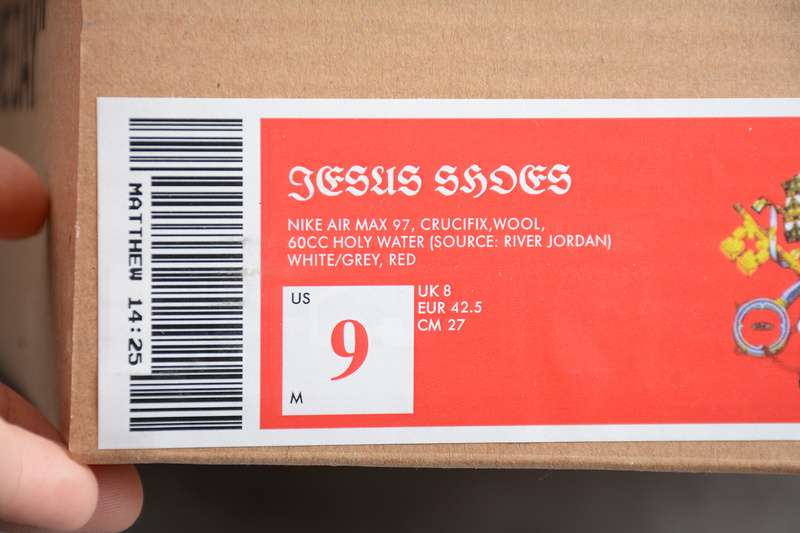 MATTHEW 14:25
JESUS SHOES
NIKE AIR MAX 97, CRUCIFIX,WOOL,
60CC HOLY WATER (SOURCE: RIVER JORDAN)
WHITE/GREY, RED
US
9
M
UK 8
EUR 42.5
CM 27